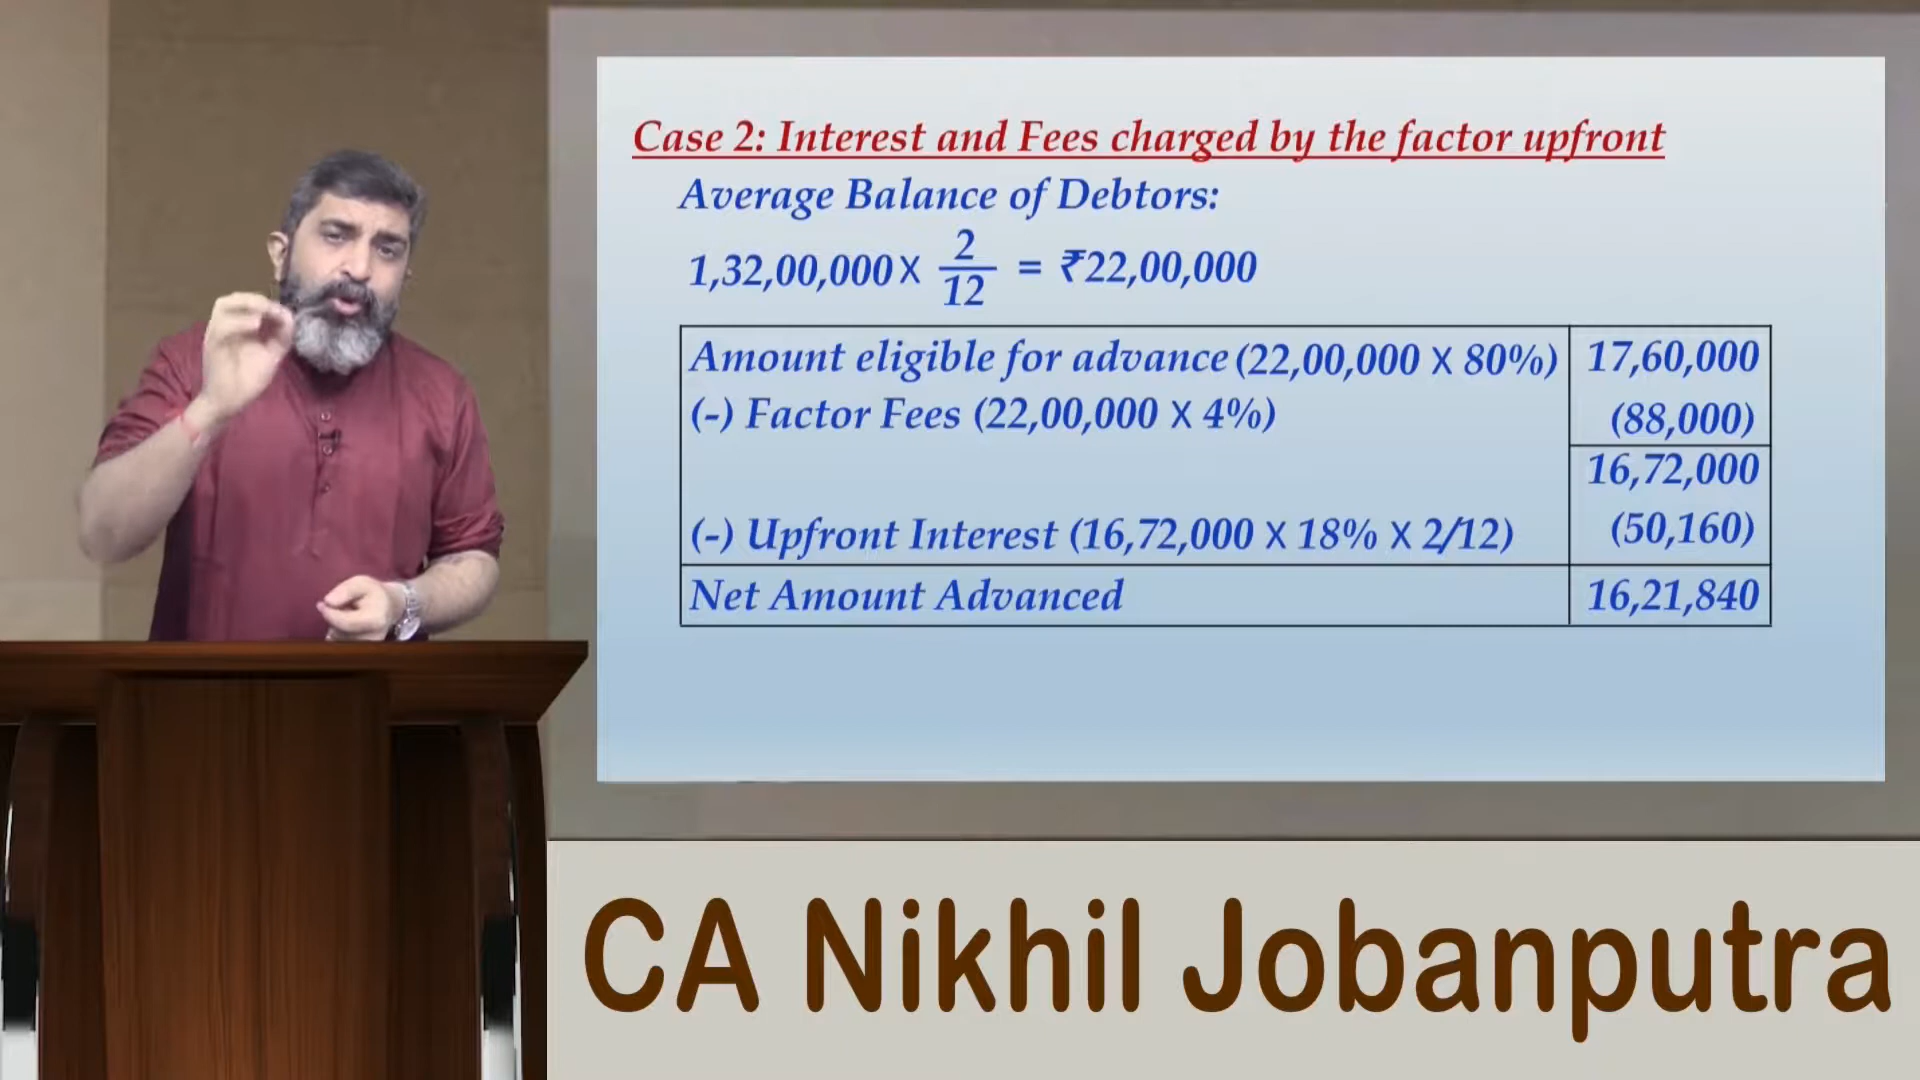 Case 2: Interest and Fees charged by the factor upfront
Average Balance of Debtors:
1,32,00,000 X 2/12 = ₹22,00,000
Amount eligible for advance (22,00,000 X 80%) 17,60,000
(-) Factor Fees (22,00,000 X 4%) (88,000)
16,72,000
(-) Upfront Interest (16,72,000 X 18% X 2/12) (50,160)
Net Amount Advanced 16,21,840
CA Nikhil Jobanputra